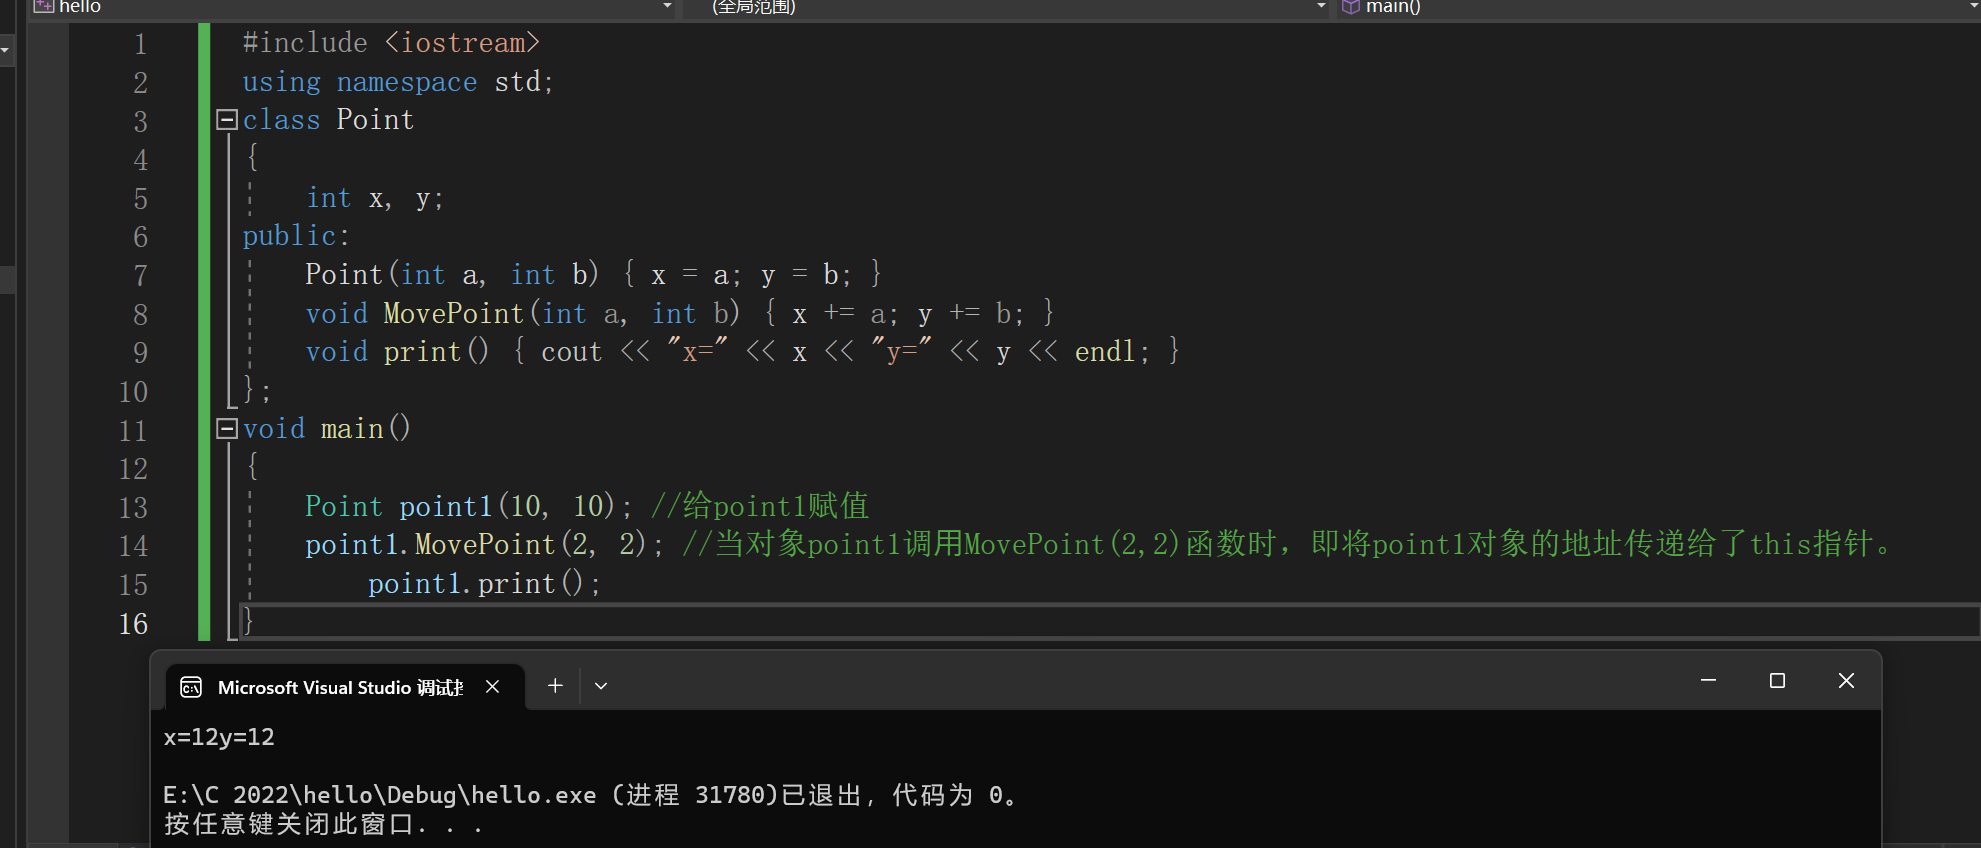 hello (全局范围) main()
1 #include <iostream>
2 using namespace std;
3 class Point
4 {
5 int x, y;
6 public:
7 Point(int a, int b) { x = a; y = b; }
8 void MovePoint(int a, int b) { x += a; y += b; }
9 void print() { cout << "x=" << x << "y=" << y << endl; }
10 };
11 void main()
12 {
13 Point point1(10, 10); //给point1赋值
14 point1.MovePoint(2, 2); //当对象point1调用MovePoint(2,2)函数时，即将point1对象的地址传递给了this指针。
15 point1.print();
16 }
Microsoft Visual Studio 调试
x=12y=12
E:\C 2022\hello\Debug\hello.exe (进程 31780)已退出，代码为 0。
按任意键关闭此窗口. . .